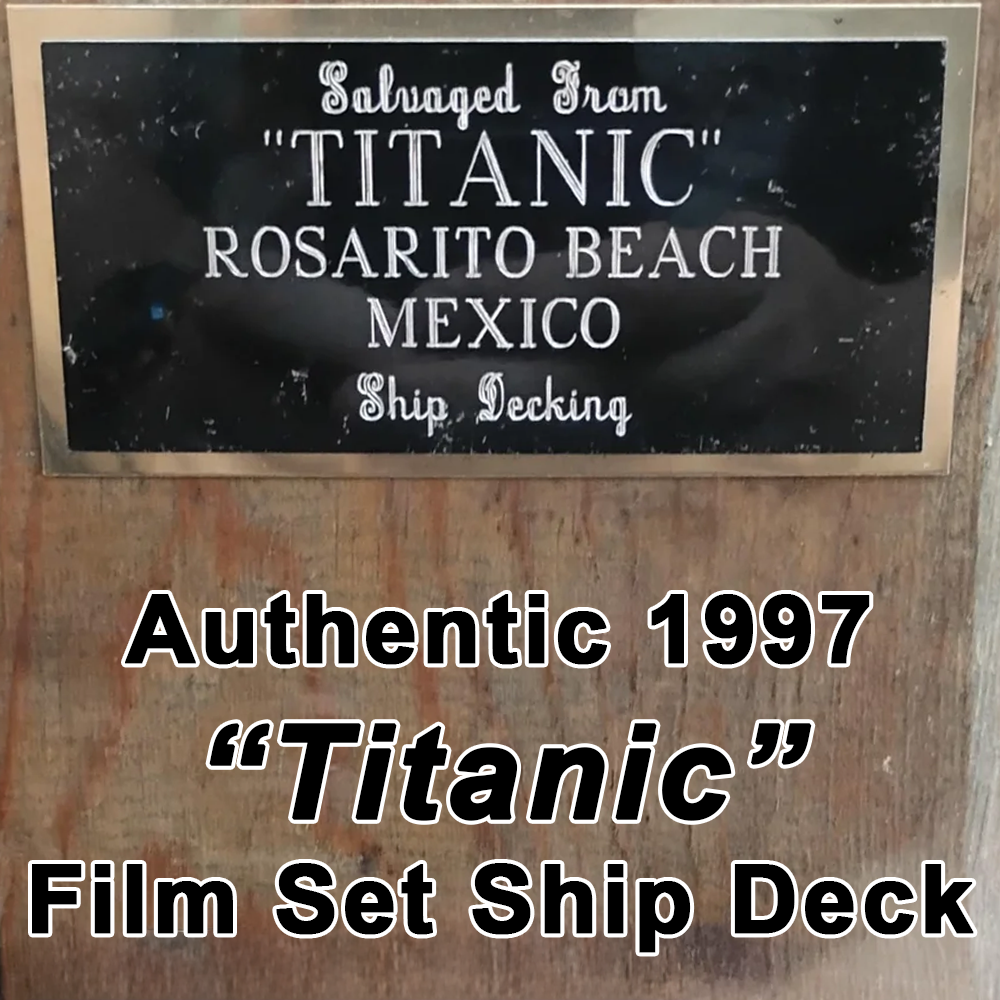 Salvaged From
"TITANIC"
ROSARITO BEACH
MEXICO
Ship Decking
Authentic 1997
“Titanic”
Film Set Ship Deck